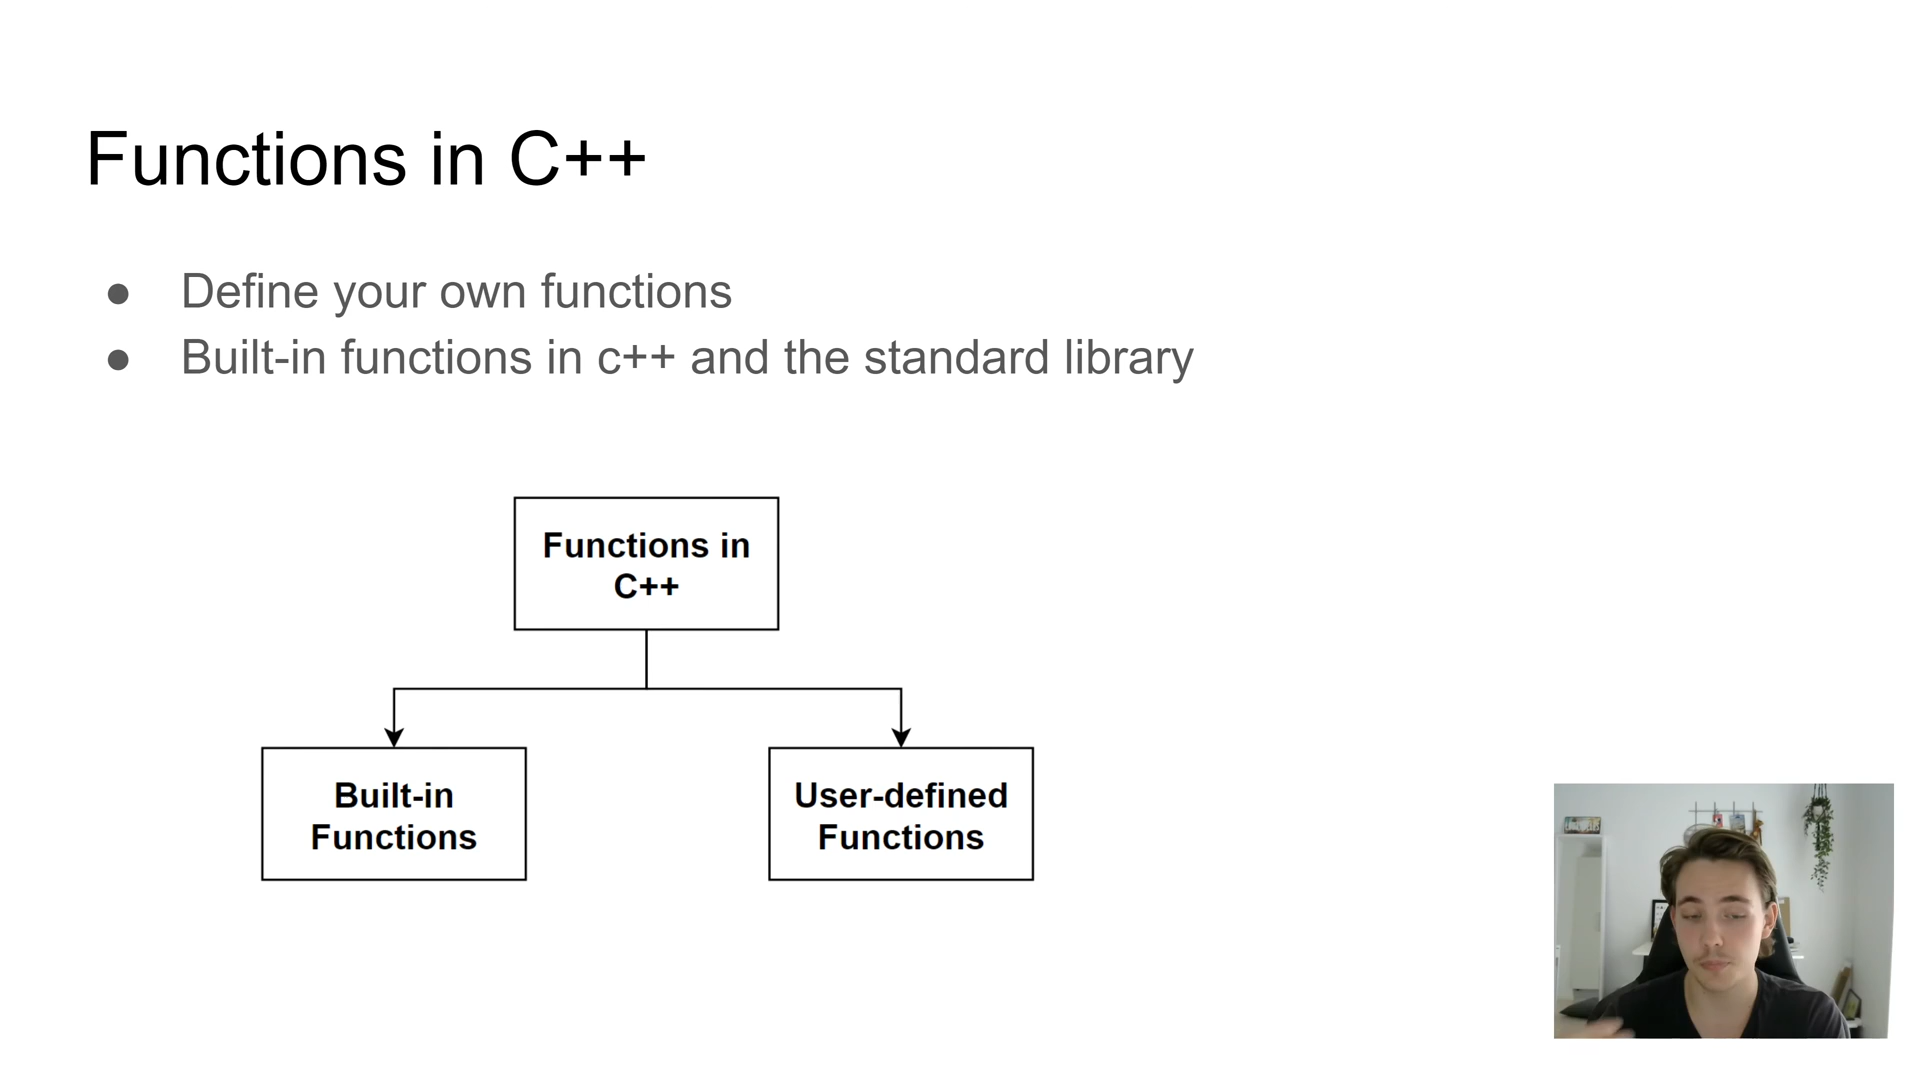 Functions in C++
Define your own functions
Built-in functions in c++ and the standard library
Functions in
C++
Built-in
Functions
User-defined
Functions